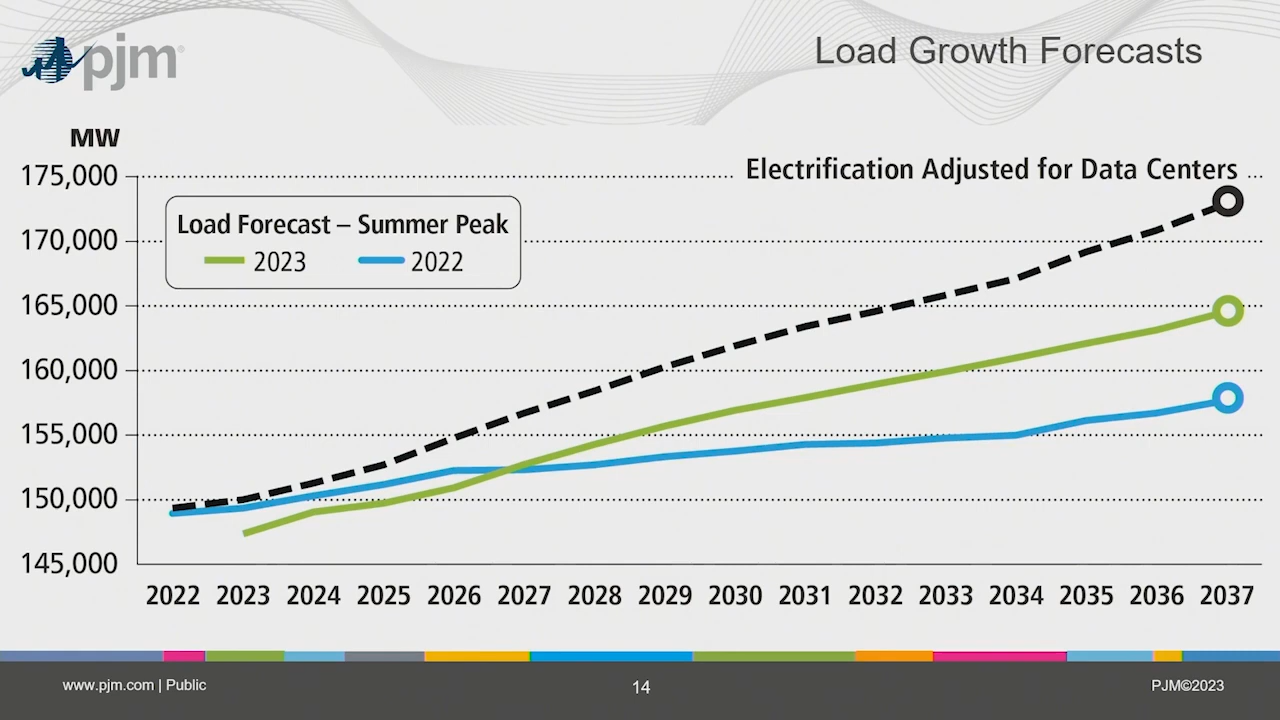 pjm
Load Growth Forecasts
MW
175,000
170,000
165,000
160,000
155,000
150,000
145,000
Electrification Adjusted for Data Centers
Load Forecast – Summer Peak
2023 2022
2022 2023 2024 2025 2026 2027 2028 2029 2030 2031 2032 2033 2034 2035 2036 2037
www.pjm.com | Public
14
PJM©2023